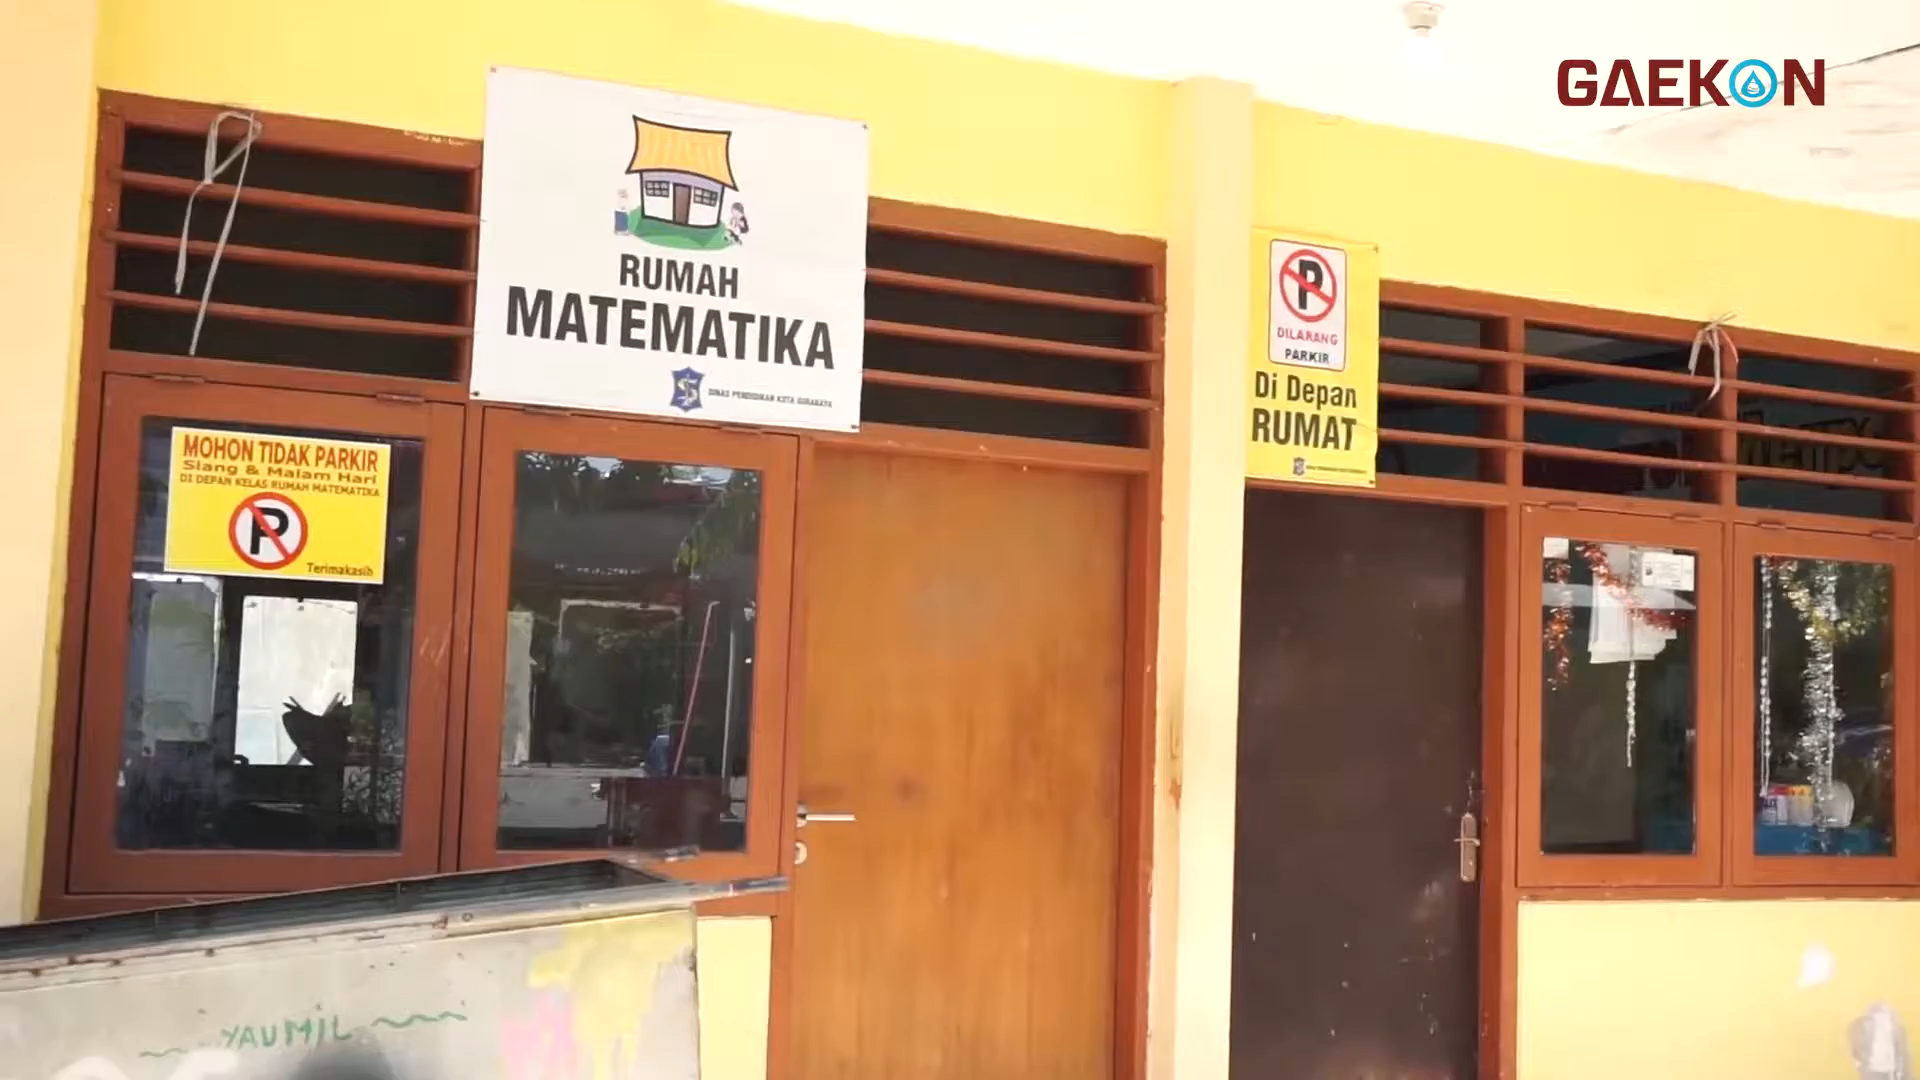 GAEKON
RUMAH
MATEMATIKA
DINAS PENDIDIKAN KOTA SURABAYA
MOHON TIDAK PARKIR
Siang & Malam Hari
DI DEPAN KELAS RUMAH MATEMATIKA
P
Terimakasih
P
DILARANG
PARKIR
Di Depan
RUMAT
YAUMIL